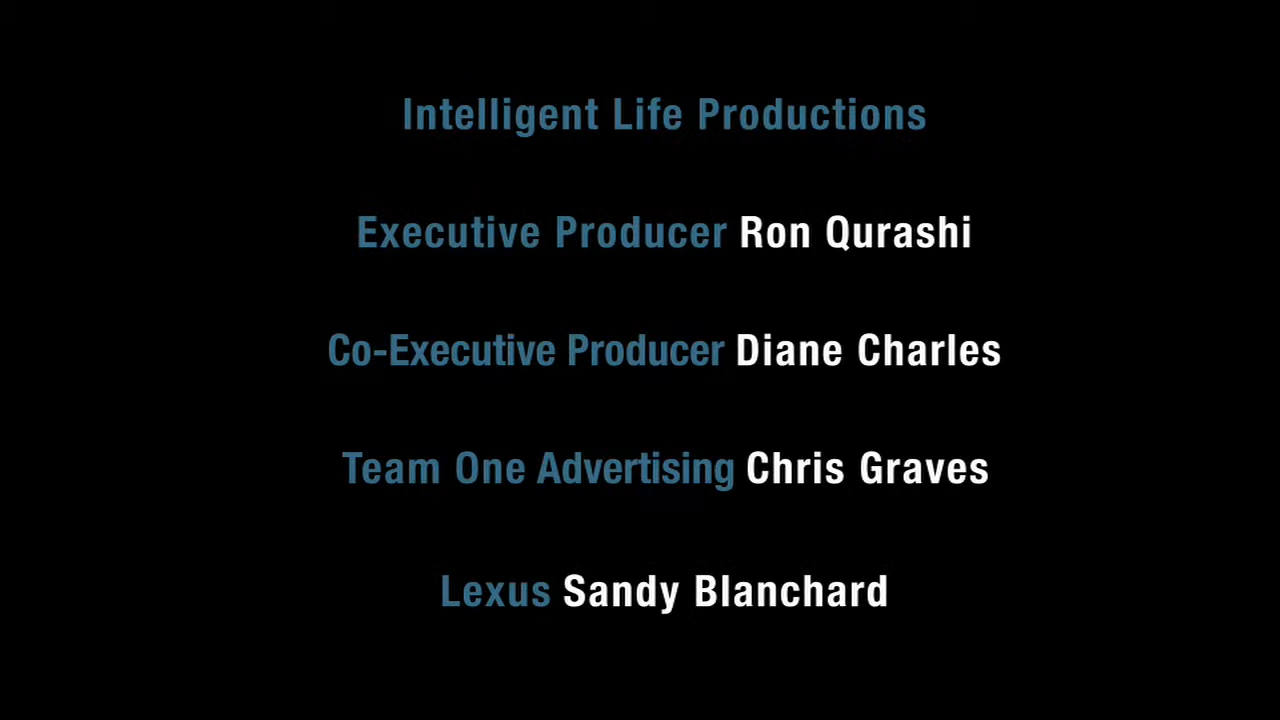 Intelligent Life Productions
Executive Producer Ron Qurashi
Co-Executive Producer Diane Charles
Team One Advertising Chris Graves
Lexus Sandy Blanchard